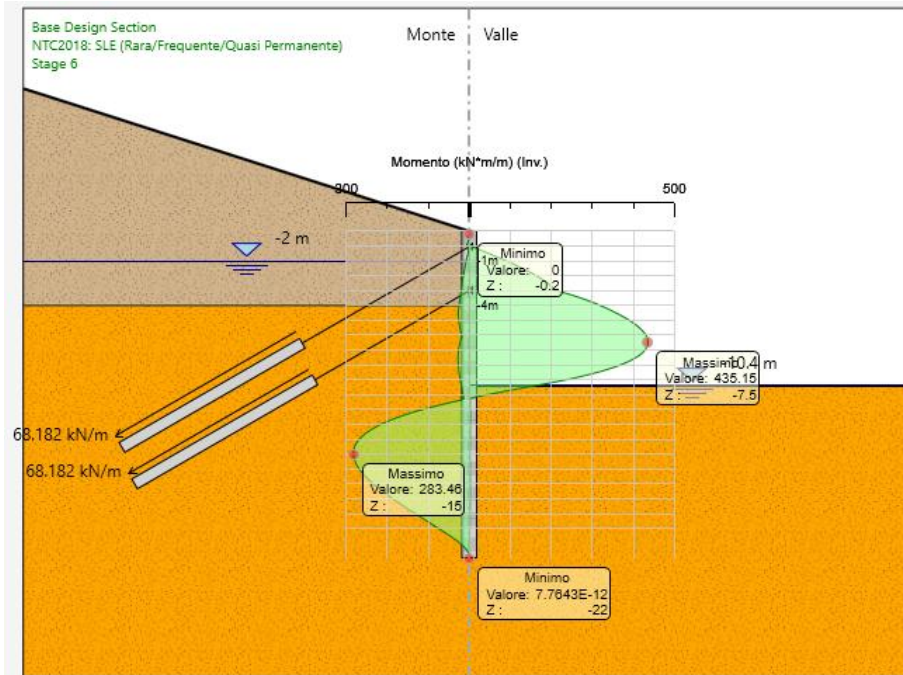 Base Design Section
NTC2018: SLE (Rara/Frequente/Quasi Permanente)
Stage 6
Monte
Valle
Momento (kN*m/m) (Inv.)
300
500
-2 m
Minimo
Valore: 0
Z : -0.2
-1m
-4m
Massimo
-10.4 m
Valore: 435.15
Z : -7.5
68.182 kN/m
68.182 kN/m
Massimo
Valore: 283.46
Z : -15
Minimo
Valore: 7.7643E-12
Z : -22